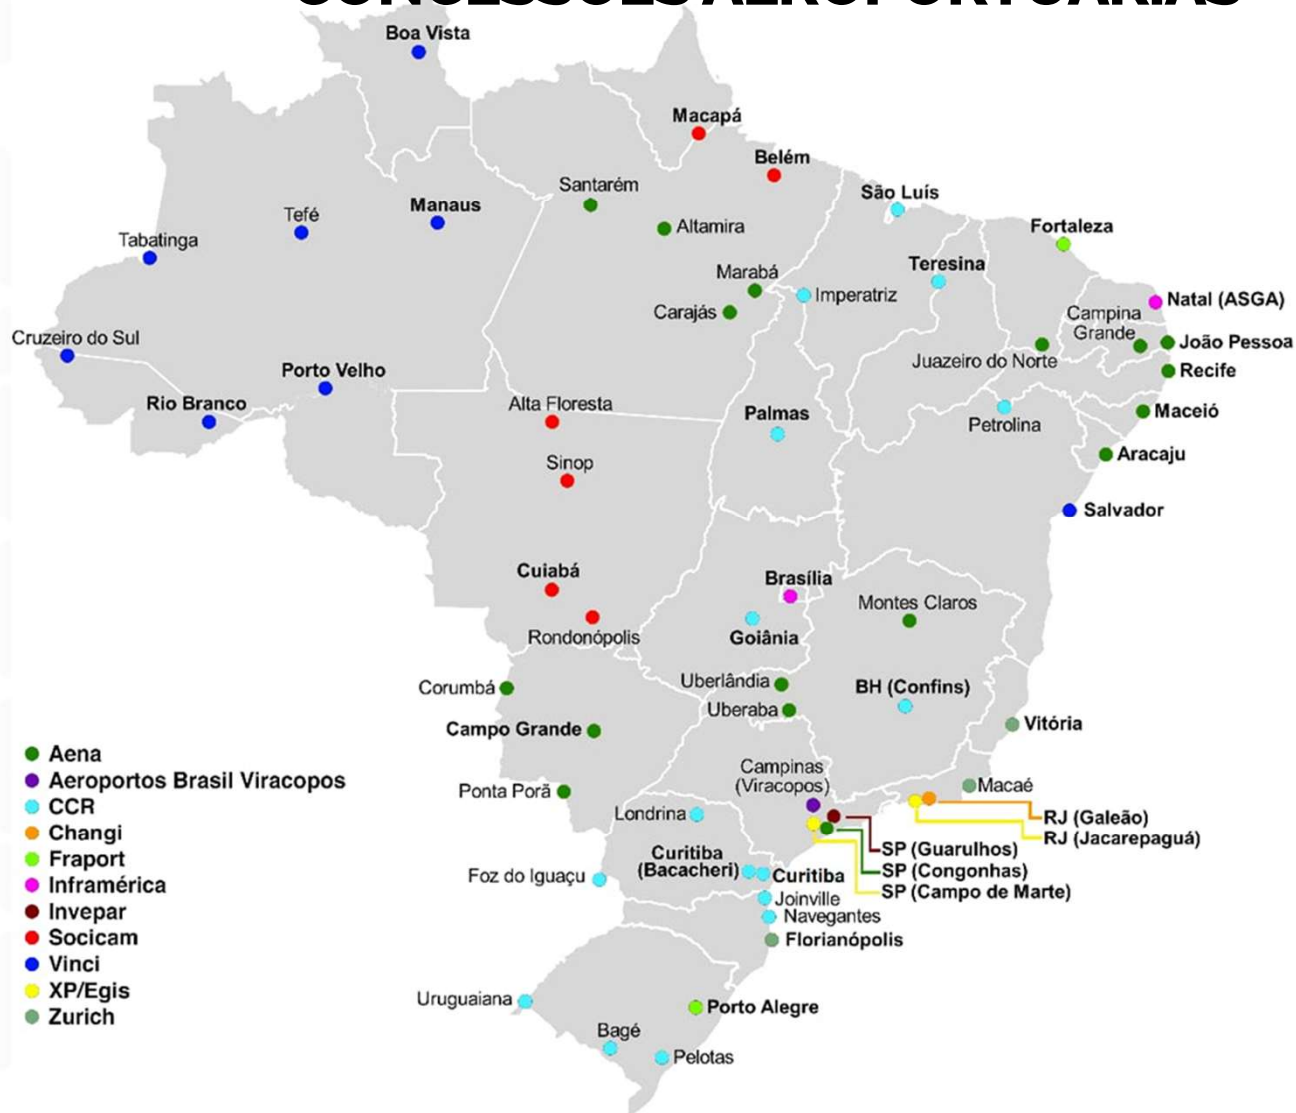 CONCESSÕES AEROPORTUÁRIAS
Boa Vista
Macapá
Belém
Santarém
São Luís
Tefé
Manaus
Altamira
Fortaleza
Tabatinga
Teresina
Marabá
Imperatriz
Natal (ASGA)
Carajás
Campina
Grande
Cruzeiro do Sul
João Pessoa
Juazeiro do Norte
Porto Velho
Recife
Rio Branco
Alta Floresta
Palmas
Maceió
Petrolina
Aracaju
Sinop
Salvador
Cuiabá
Brasília
Montes Claros
Rondonópolis
Goiânia
Uberlândia
Corumbá
BH (Confins)
Uberaba
Campo Grande
Vitória
Campinas
(Viracopos)
Macaé
Ponta Porã
Londrina
RJ (Galeão)
RJ (Jacarepaguá)
SP (Guarulhos)
Curitiba
(Bacacheri)
SP (Congonhas)
Foz do Iguaçu
Curitiba
SP (Campo de Marte)
Joinville
Navegantes
Florianópolis
Uruguaiana
Porto Alegre
Bagé
Pelotas
Aena
Aeroportos Brasil Viracopos
CCR
Changi
Fraport
Inframérica
Invepar
Socicam
Vinci
XP/Egis
Zurich